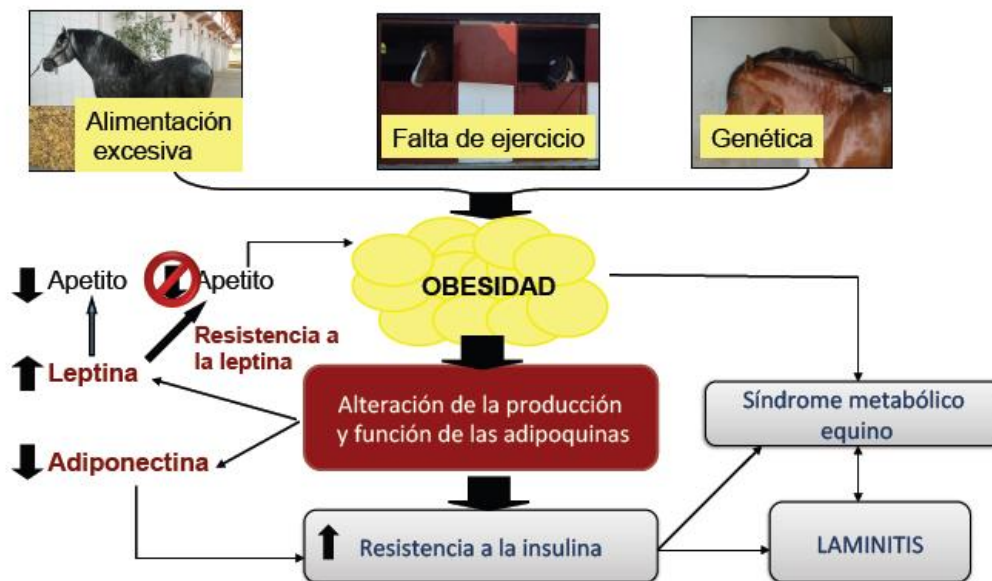 Alimentación
excesiva
Falta de ejercicio
Genética
Apetito
Apetito
OBESIDAD
Resistencia a
la leptina
Leptina
Alteración de la producción
y función de las adipoquinas
Síndrome metabólico
equino
Adiponectina
Resistencia a la insulina
LAMINITIS